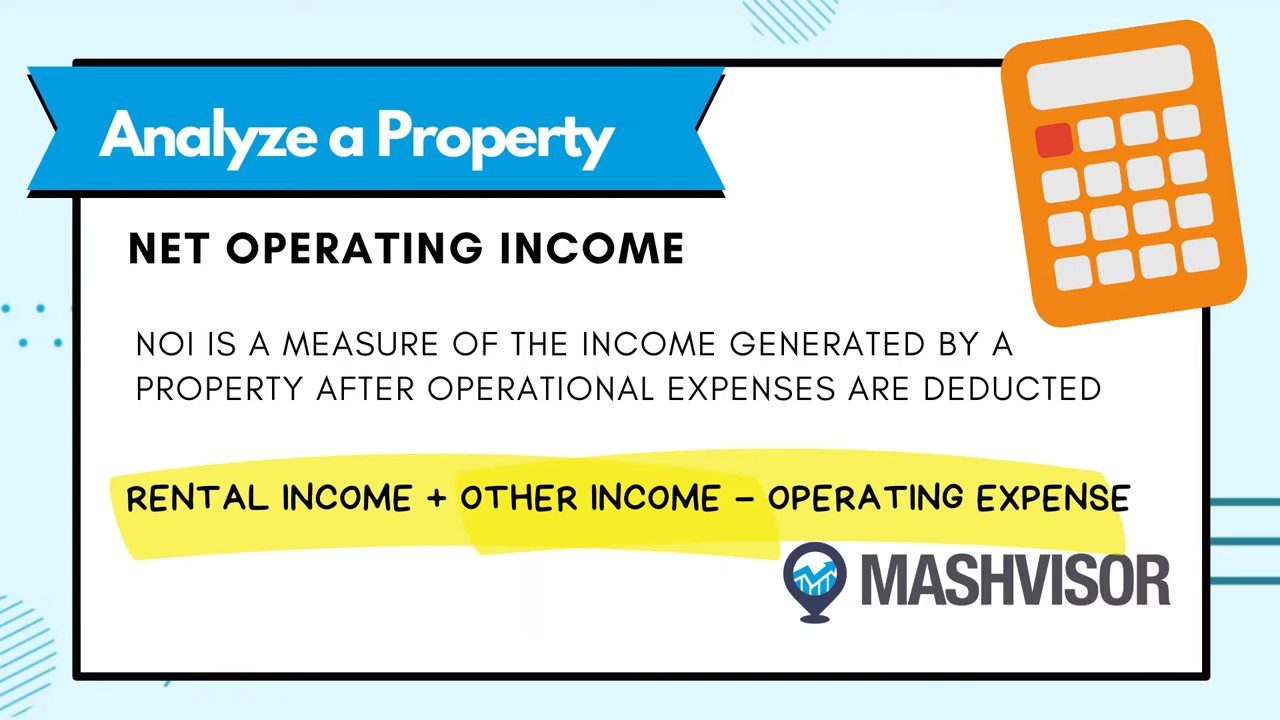 Analyze a Property
NET OPERATING INCOME
NOI IS A MEASURE OF THE INCOME GENERATED BY A
PROPERTY AFTER OPERATIONAL EXPENSES ARE DEDUCTED
RENTAL INCOME + OTHER INCOME – OPERATING EXPENSE
MASHVISOR